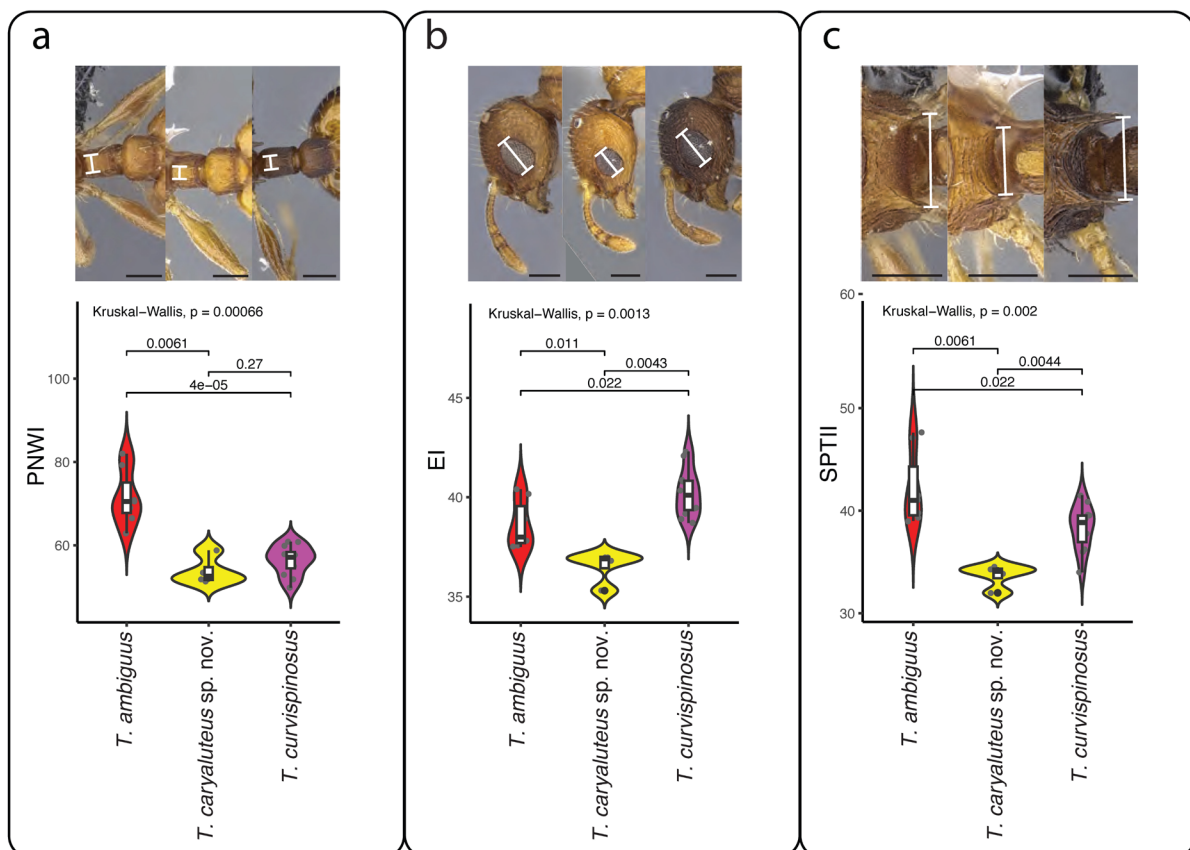 a
Kruskal−Wallis, p = 0.00066
0.0061
0.27
4e−05
100
80
60
PNWI
T. ambiguus
T. caryaluteus sp. nov.
T. curvispinosus
b
Kruskal−Wallis, p = 0.0013
0.011
0.0043
0.022
45
40
35
EI
T. ambiguus
T. caryaluteus sp. nov.
T. curvispinosus
c
60
Kruskal−Wallis, p = 0.002
0.0061
0.0044
0.022
50
40
30
SPTII
T. ambiguus
T. caryaluteus sp. nov.
T. curvispinosus